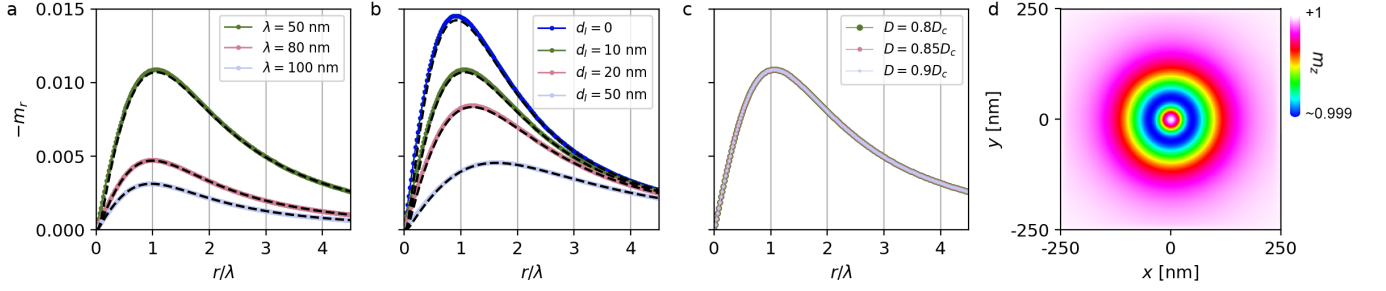 a
0.015
0.010
0.005
0.000
−m_r
0 1 2 3 4
r/λ
λ = 50 nm
λ = 80 nm
λ = 100 nm
b
0 1 2 3 4
r/λ
d_l = 0
d_l = 10 nm
d_l = 20 nm
d_l = 50 nm
c
0 1 2 3 4
r/λ
D = 0.8D_c
D = 0.85D_c
D = 0.9D_c
d
250
0
-250
y [nm]
-250 0 250
x [nm]
+1
m_z
~0.999